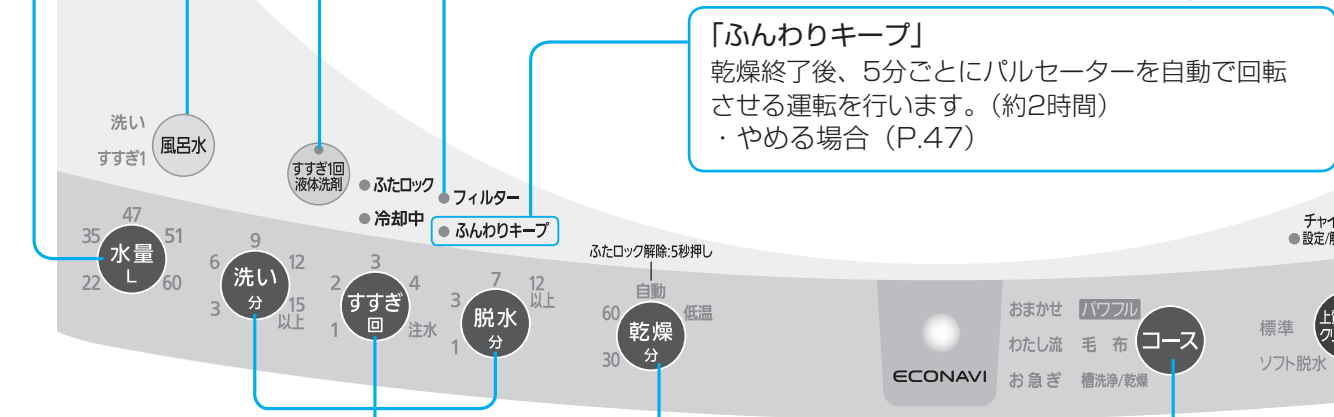 「ふんわりキープ」
乾燥終了後、5分ごとにパルセーターを自動で回転
させる運転を行います。(約2時間)
・やめる場合(P.47)
洗い
すすぎ1
風呂水
すすぎ1回
液体洗剤
ふたロック
冷却中
フィルター
ふんわりキープ
22
35
47
51
60
水量
L
3
6
9
12
15
以上
洗い
分
1
2
3
4
注水
すすぎ
回
1
3
7
12
以上
脱水
分
ふたロック解除:5秒押し
30
60
自動
低温
乾燥
分
ECONAVI
おまかせ パワフル
わたし流 毛布
お急ぎ 槽洗浄/乾燥
コース
標準
ソフト脱水